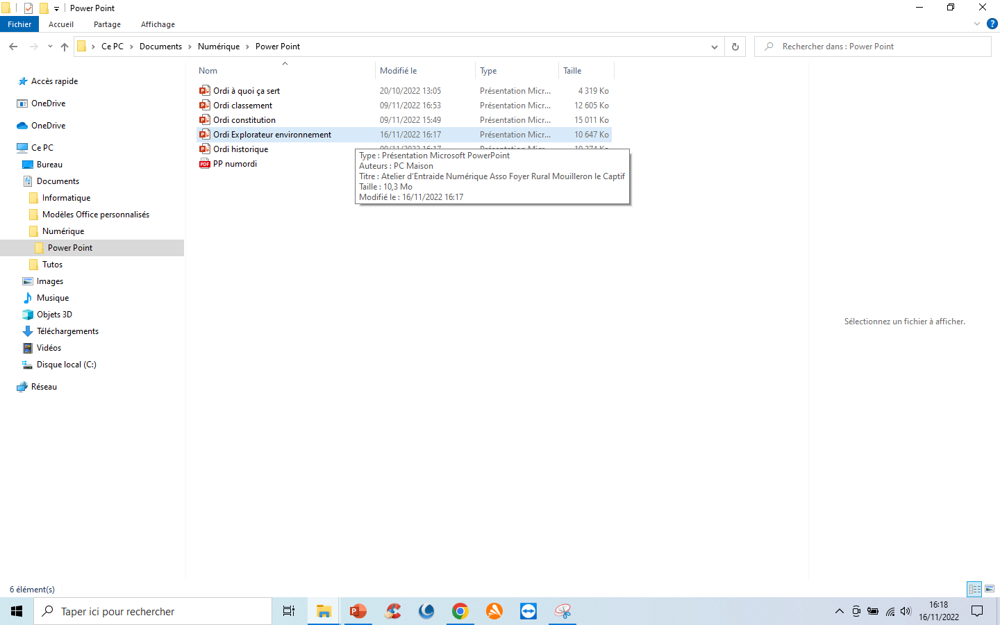 Power Point
Fichier Accueil Partage Affichage
Ce PC > Documents > Numérique > Power Point
Rechercher dans : Power Point
Nom Modifié le Type Taille
Accès rapide
OneDrive
OneDrive
Ce PC
Bureau
Documents
Informatique
Modèles Office personnalisés
Numérique
Power Point
Tutos
Images
Musique
Objets 3D
Téléchargements
Vidéos
Disque local (C:)
Réseau
Ordi à quoi ça sert 20/10/2022 13:05 Présentation Micr... 4 319 Ko
Ordi classement 09/11/2022 16:53 Présentation Micr... 12 605 Ko
Ordi constitution 09/11/2022 15:49 Présentation Micr... 15 011 Ko
Ordi Explorateur environnement 16/11/2022 16:17 Présentation Micr... 10 647 Ko
Ordi historique
PP numordi
Type : Présentation Microsoft PowerPoint
Auteurs : PC Maison
Titre : Atelier d'Entraide Numérique Asso Foyer Rural Mouilleron le Captif
Taille : 10,3 Mo
Modifié le : 16/11/2022 16:17
Sélectionnez un fichier à afficher.
6 élément(s)
Taper ici pour rechercher
16:18
16/11/2022